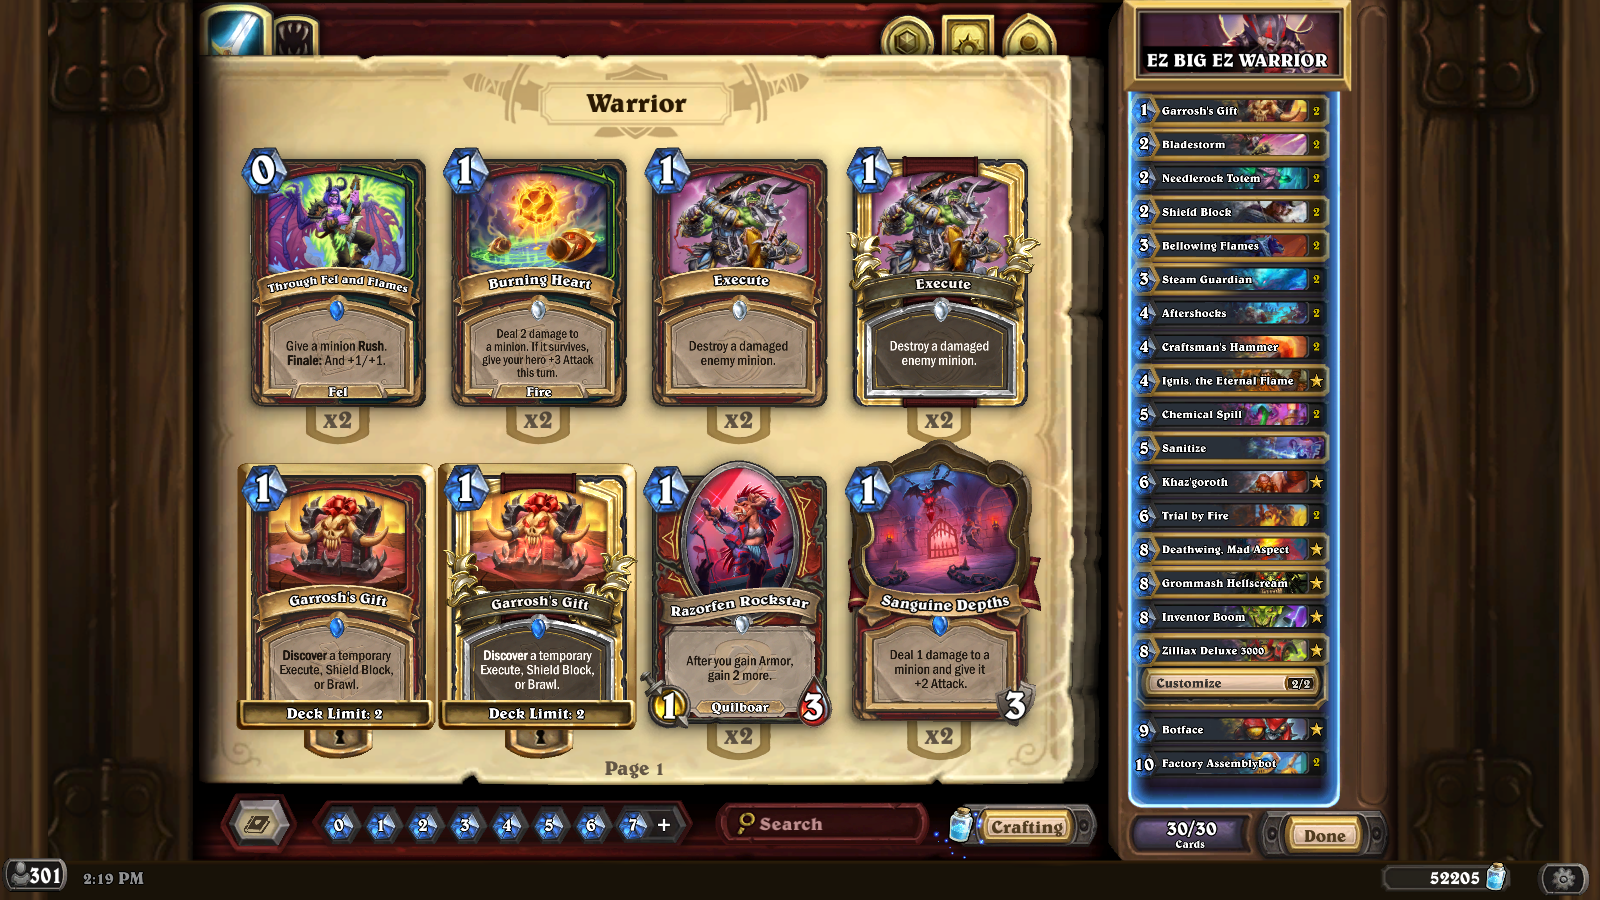 Warrior
0
Through Fel and Flames
Give a minion Rush.
Finale: And +1/+1.
Fel
x2
1
Burning Heart
Deal 2 damage to
a minion. If it survives,
give your hero +3 Attack
this turn.
Fire
x2
1
Execute
Destroy a damaged
enemy minion.
x2
1
Execute
Destroy a damaged
enemy minion.
x2
1
Garrosh's Gift
Discover a temporary
Execute, Shield Block,
or Brawl.
Deck Limit: 2
1
Garrosh's Gift
Discover a temporary
Execute, Shield Block,
or Brawl.
Deck Limit: 2
1
Razorfen Rockstar
After you gain Armor,
gain 2 more.
1 Quilboar 3
x2
1
Sanguine Depths
Deal 1 damage to a
minion and give it
+2 Attack.
3
x2
Page 1
0 1 2 3 4 5 6 7 +
Search
Crafting
EZ BIG EZ WARRIOR
1 Garrosh's Gift 2
2 Bladestorm 2
2 Needlerock Totem 2
2 Shield Block 2
3 Bellowing Flames 2
3 Steam Guardian 2
4 Aftershocks 2
4 Craftsman's Hammer 2
4 Ignis, the Eternal Flame
5 Chemical Spill 2
5 Sanitize
6 Khaz'goroth
6 Trial by Fire 2
8 Deathwing, Mad Aspect
8 Grommash Hellscream
8 Inventor Boom
8 Zilliax Deluxe 3000
Customize 2/2
9 Botface
10 Factory Assemblybot 2
30/30
Cards
Done
301
2:19 PM
52205